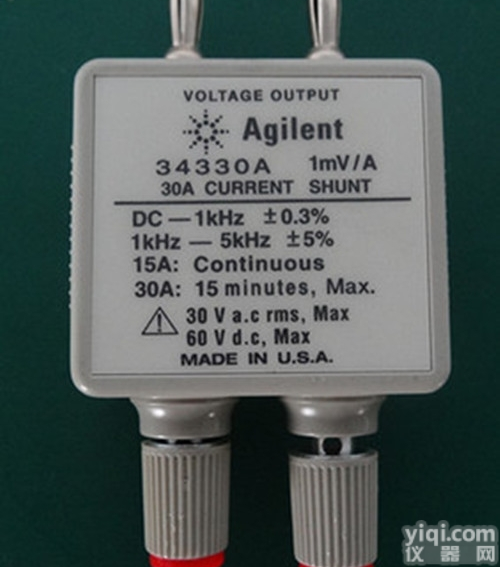 VOLTAGE OUTPUT
Agilent
34330A 1mV/A
30A CURRENT SHUNT
DC — 1kHz ±0.3%
1kHz — 5kHz ±5%
15A: Continuous
30A: 15 minutes, Max.
30 V a.c rms, Max
60 V d.c, Max
MADE IN U.S.A.
yiqi.com
仪器网